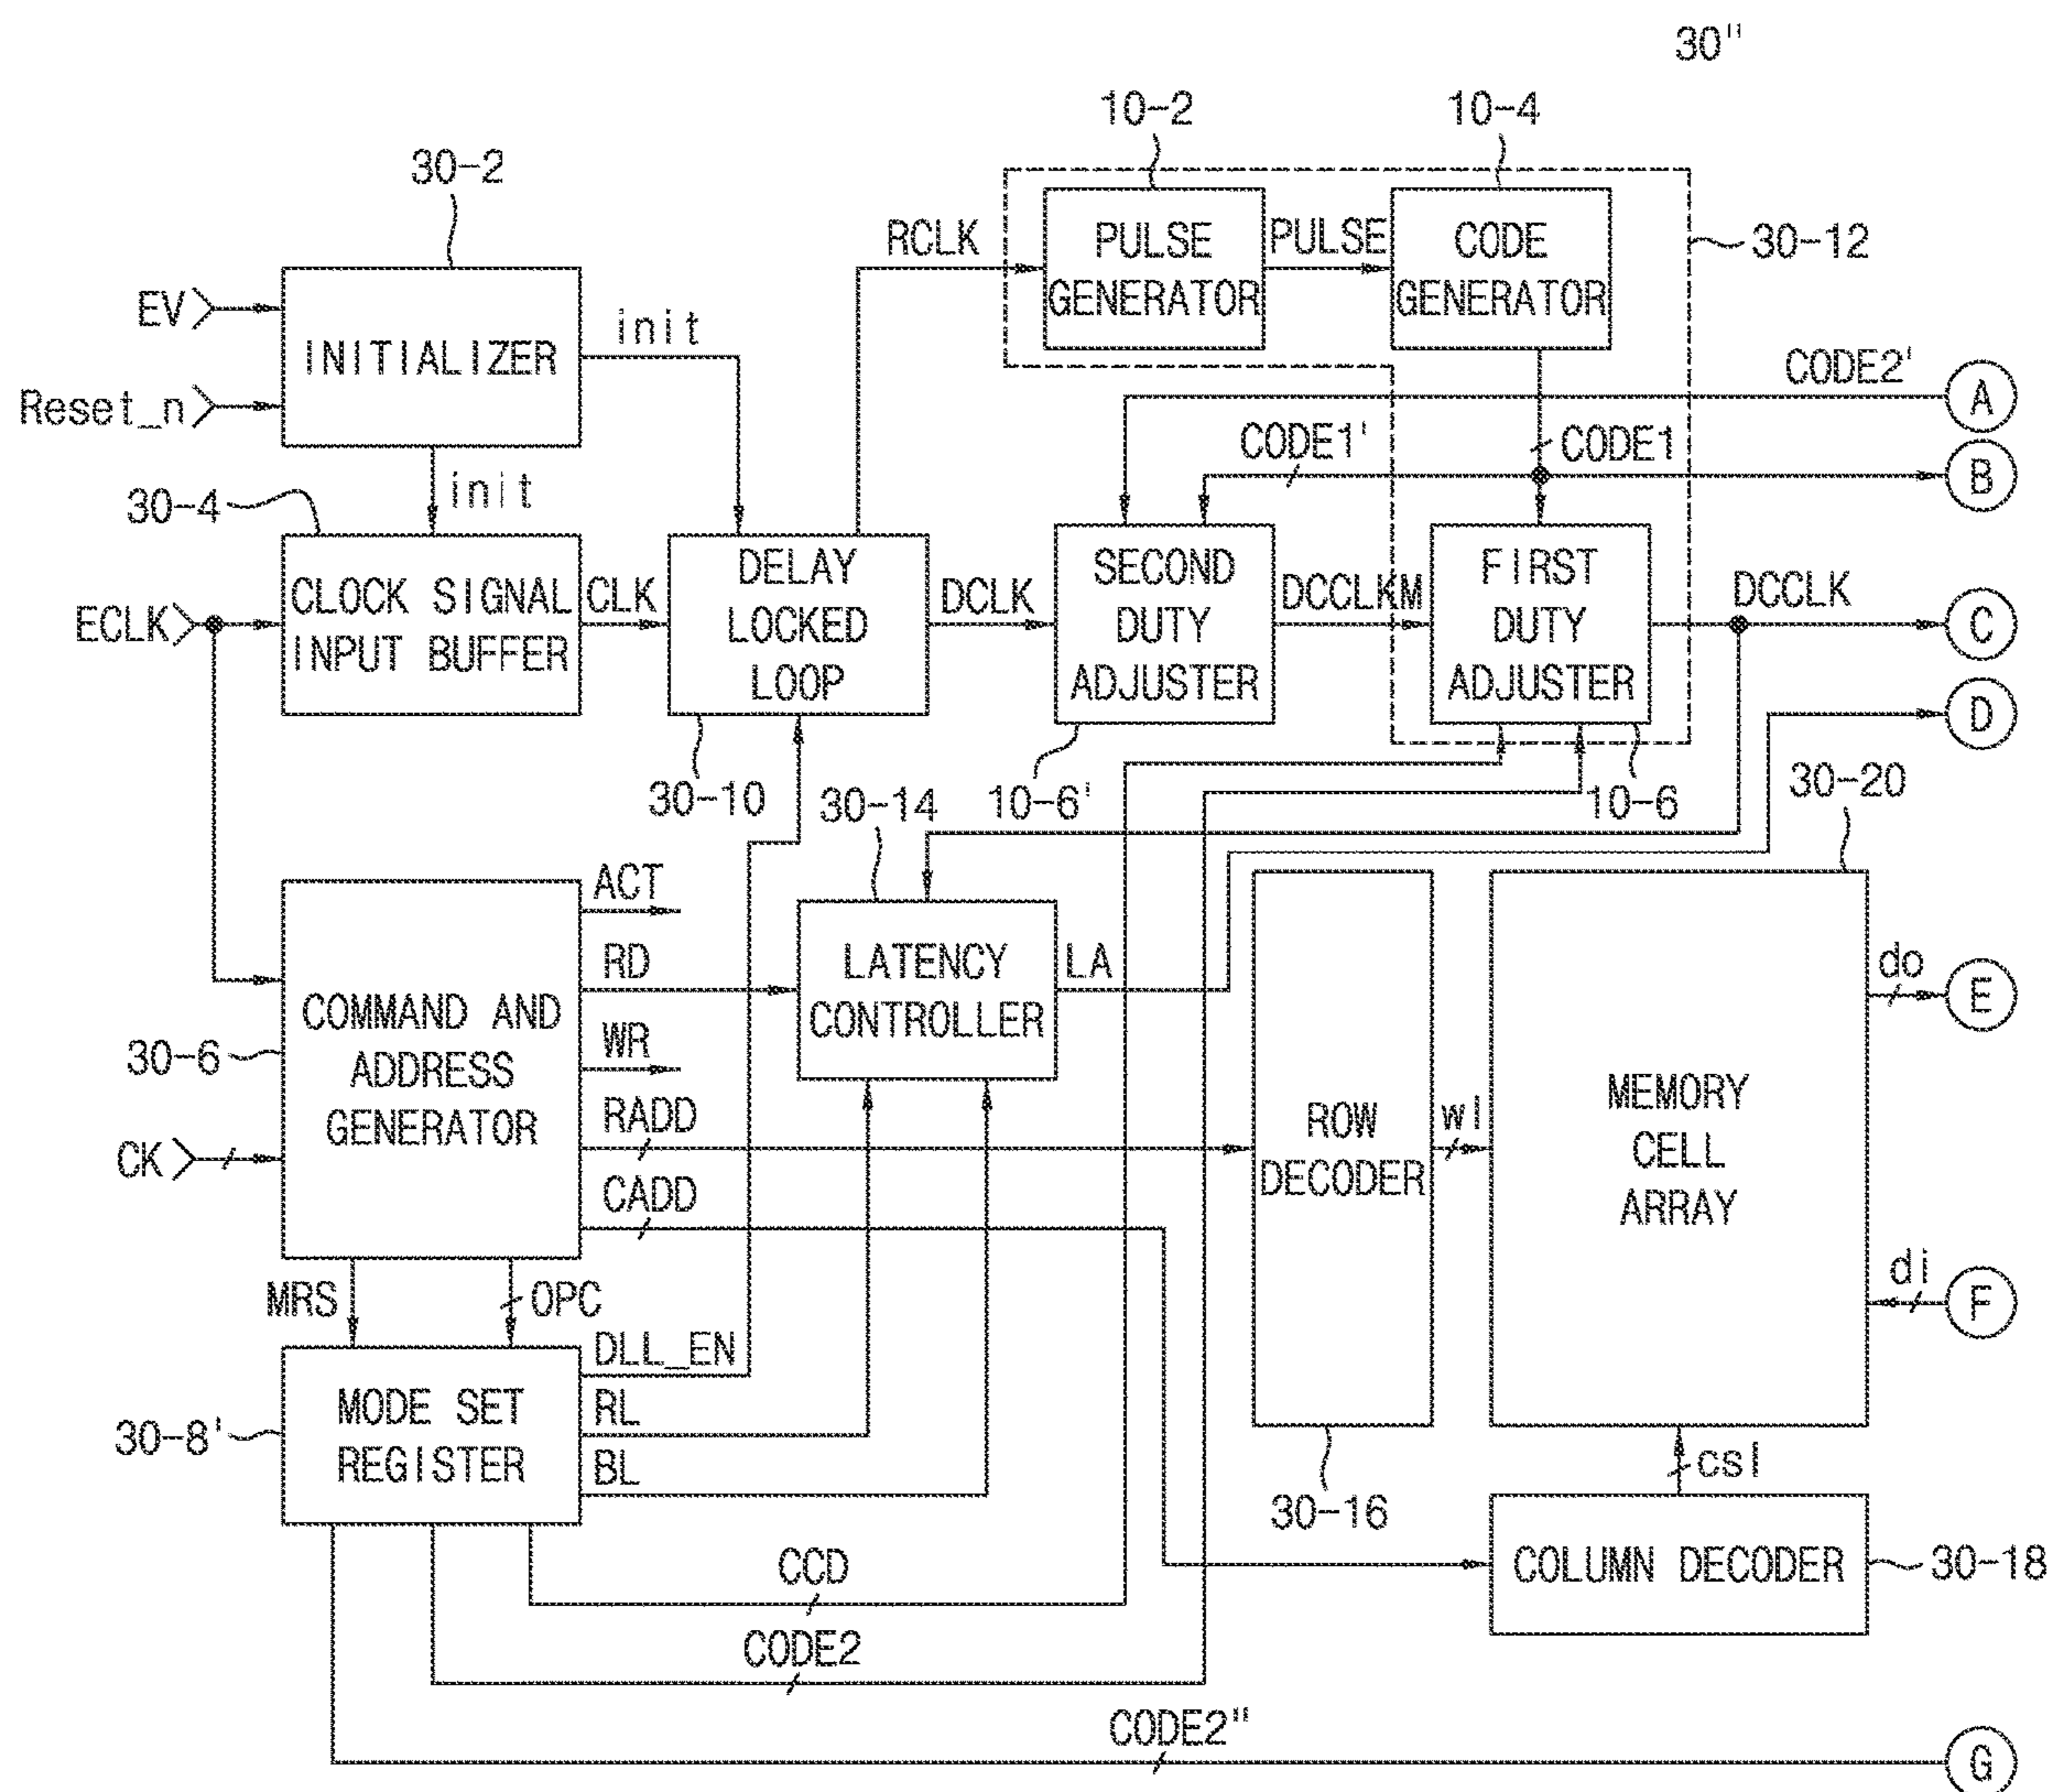 30"
10-2
10-4
30-2
RCLK
PULSE
GENERATOR
PULSE
CODE
GENERATOR
30-12
EV
INITIALIZER
init
Reset_n
CODE2'
A
CODE1'
CODE1
B
30-4
init
CLOCK SIGNAL
INPUT BUFFER
ECLK
CLK
DELAY
LOCKED
LOOP
DCLK
SECOND
DUTY
ADJUSTER
DCCLKM
FIRST
DUTY
ADJUSTER
DCCLK
C
D
30-10
30-14
10-6'
10-6
30-20
ACT
RD
WR
RADD
CADD
COMMAND AND
ADDRESS
GENERATOR
30-6
CK
LATENCY
CONTROLLER
LA
ROW
DECODER
wl
MEMORY
CELL
ARRAY
do
E
di
F
MRS
OPC
DLL_EN
RL
BL
MODE SET
REGISTER
30-8'
30-16
csl
COLUMN DECODER
30-18
CCD
CODE2
CODE2"
G